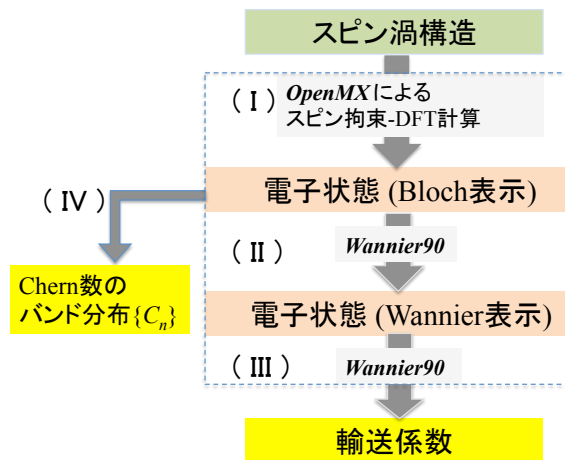 スピン渦構造
(Ⅰ) OpenMXによる
スピン拘束-DFT計算
電子状態 (Bloch表示)
(Ⅳ)
(Ⅱ) Wannier90
Chern数の
バンド分布{Cn}
電子状態 (Wannier表示)
(Ⅲ) Wannier90
輸送係数